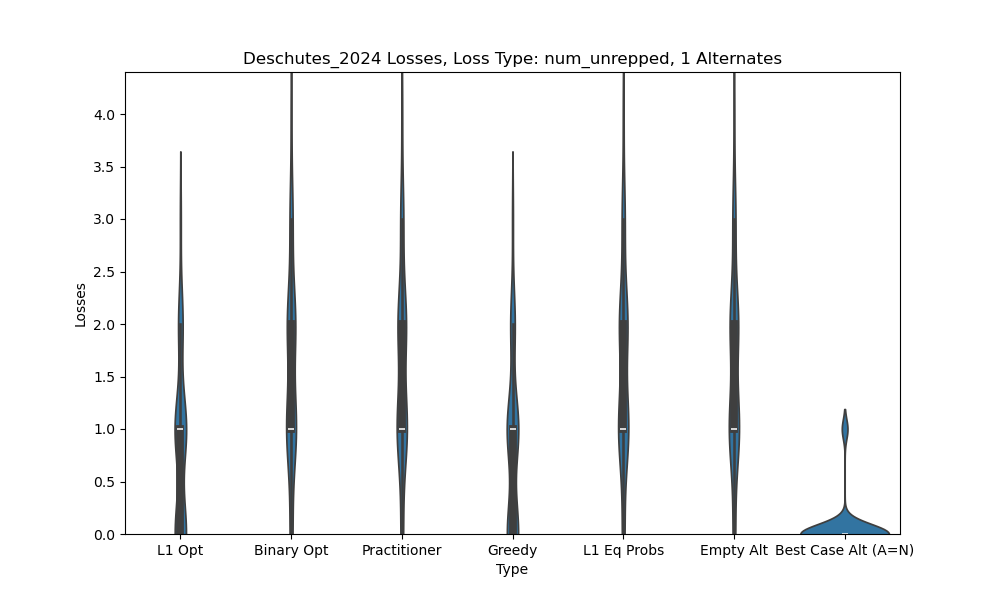 Deschutes_2024 Losses, Loss Type: num_unrepped, 1 Alternates
4.0
3.5
3.0
2.5
2.0
1.5
1.0
0.5
0.0
Losses
L1 Opt Binary Opt Practitioner Greedy L1 Eq Probs Empty Alt Best Case Alt (A=N)
Type